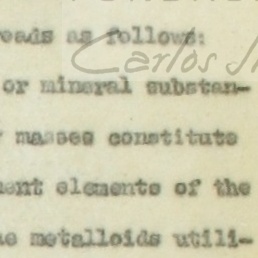 reads as follows:
or mineral substan-
masses constitute
elements of the
metalloids utili-